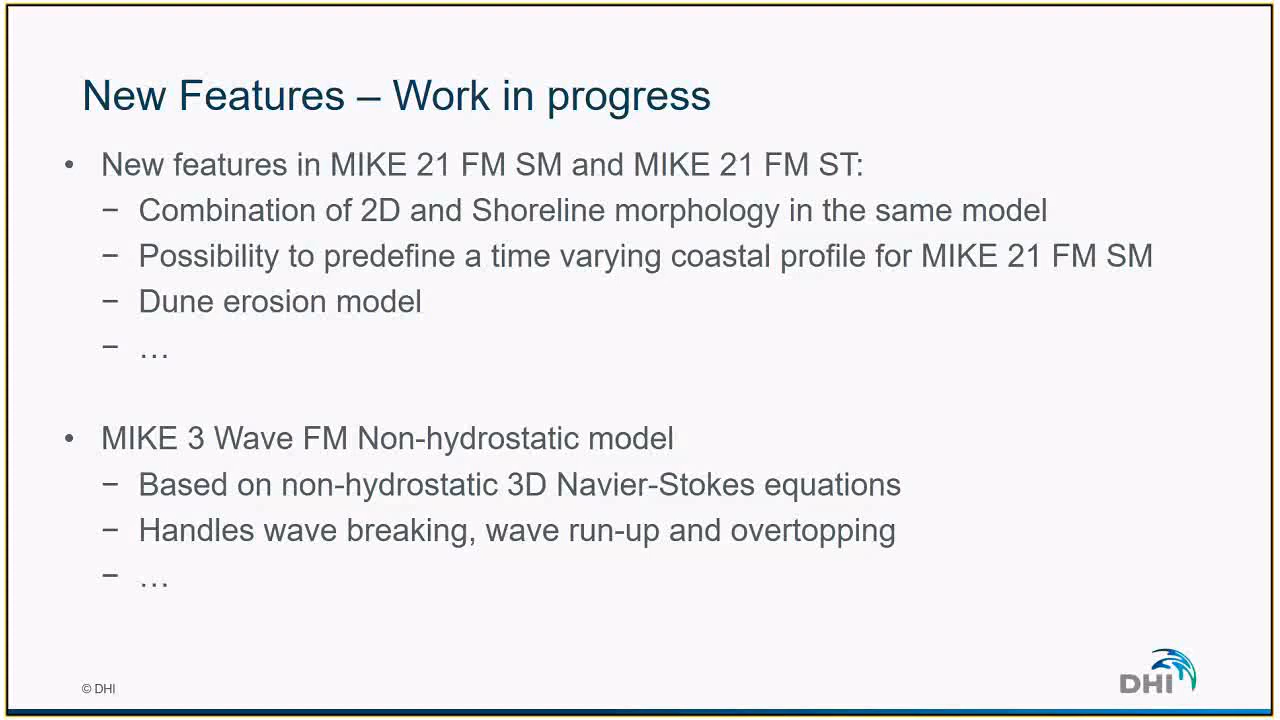 New Features – Work in progress
• New features in MIKE 21 FM SM and MIKE 21 FM ST:
− Combination of 2D and Shoreline morphology in the same model
− Possibility to predefine a time varying coastal profile for MIKE 21 FM SM
− Dune erosion model
− …
• MIKE 3 Wave FM Non-hydrostatic model
− Based on non-hydrostatic 3D Navier-Stokes equations
− Handles wave breaking, wave run-up and overtopping
− …
© DHI
DHI